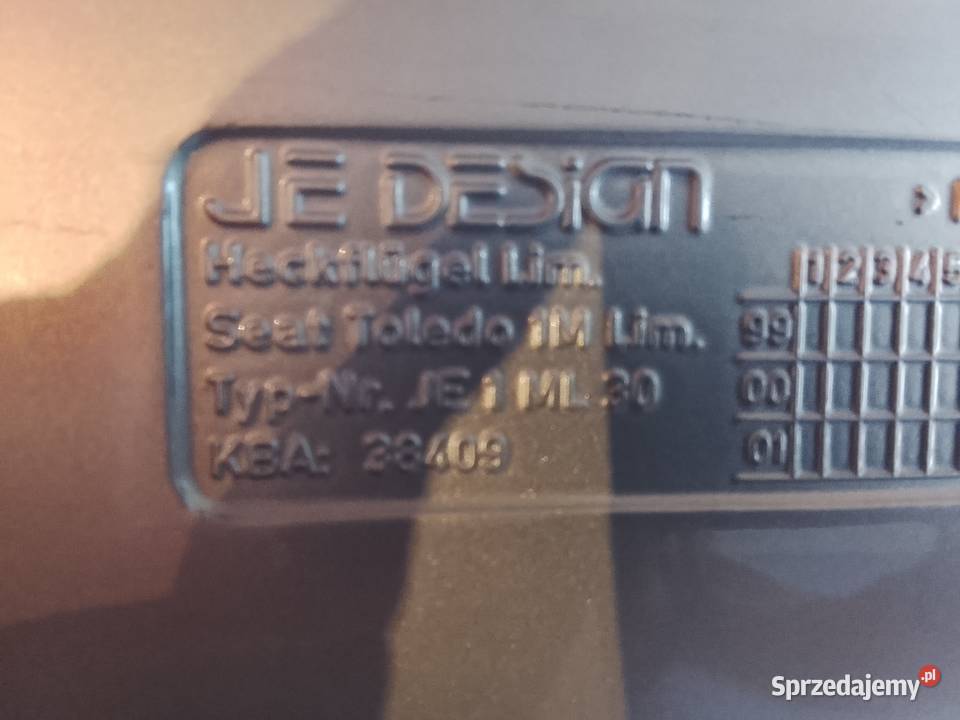 JE DESIGN
Heckflügel Lim.
Seat Toledo 1M Lim.
Typ-Nr. JE 1 ML 30
KBA: 38409
1 2 3 4 5
99
00
01
Sprzedajemy.pl